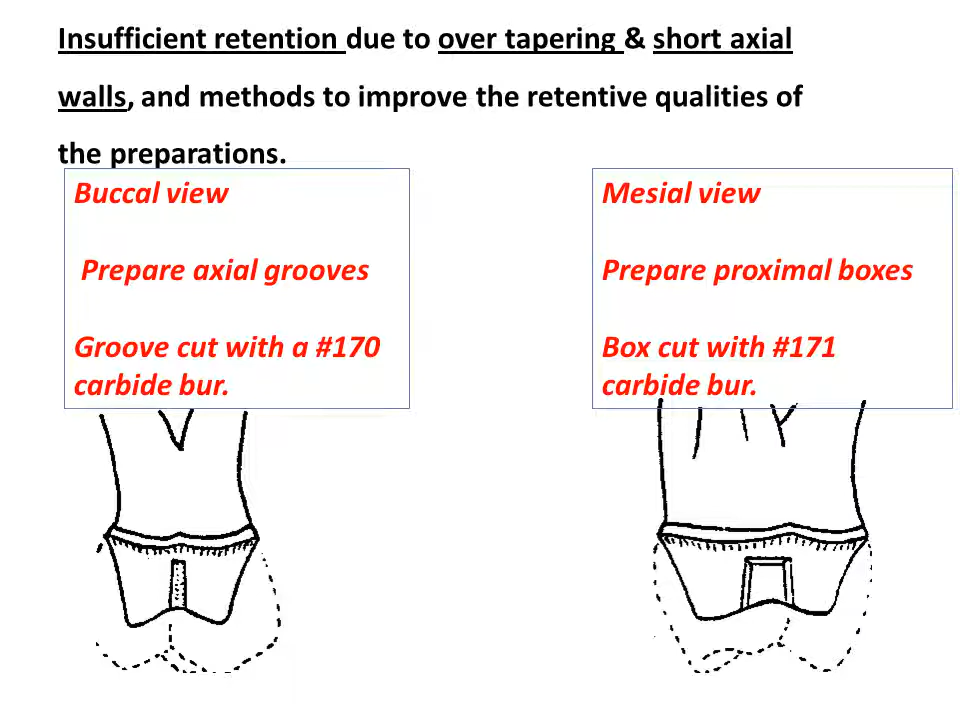 Insufficient retention due to over tapering & short axial
walls, and methods to improve the retentive qualities of
the preparations.
Buccal view
Prepare axial grooves
Groove cut with a #170
carbide bur.
Mesial view
Prepare proximal boxes
Box cut with #171
carbide bur.